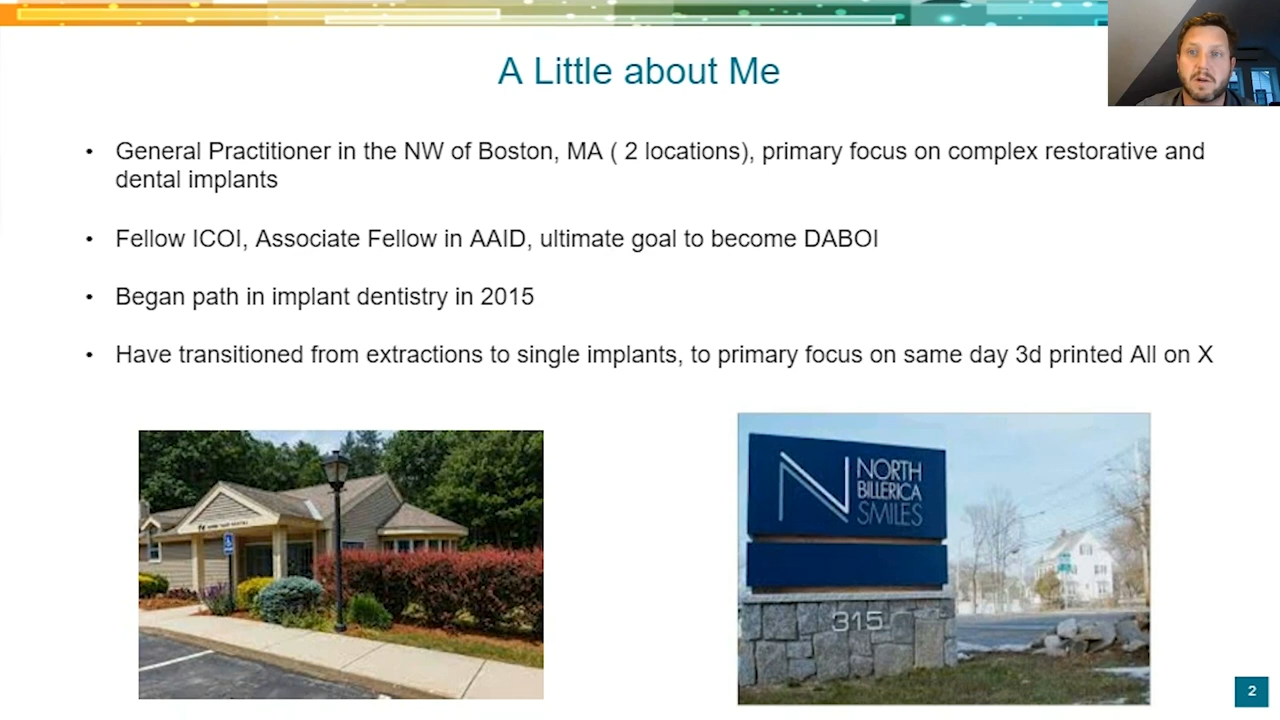 A Little about Me
• General Practitioner in the NW of Boston, MA ( 2 locations), primary focus on complex restorative and
dental implants
• Fellow ICOI, Associate Fellow in AAID, ultimate goal to become DABOI
• Began path in implant dentistry in 2015
• Have transitioned from extractions to single implants, to primary focus on same day 3d printed All on X
NORTH
BILLERICA
SMILES
315
2